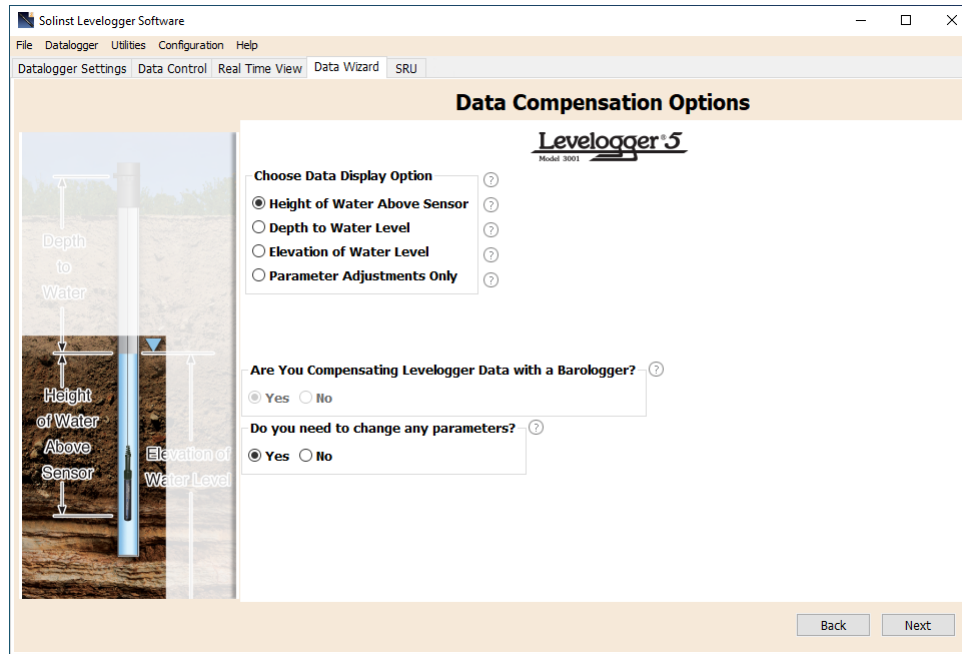 Solinst Levelogger Software
File Datalogger Utilities Configuration Help
Datalogger Settings Data Control Real Time View Data Wizard SRU
Data Compensation Options
Levelogger® 5
Model 3001
Choose Data Display Option ?
Height of Water Above Sensor ?
Depth to Water Level ?
Elevation of Water Level ?
Parameter Adjustments Only ?
Depth
to
Water
Height
of Water
Above
Sensor
Elevation of
Water Level
Are You Compensating Levelogger Data with a Barologger? ?
Yes No
Do you need to change any parameters? ?
Yes No
Back Next